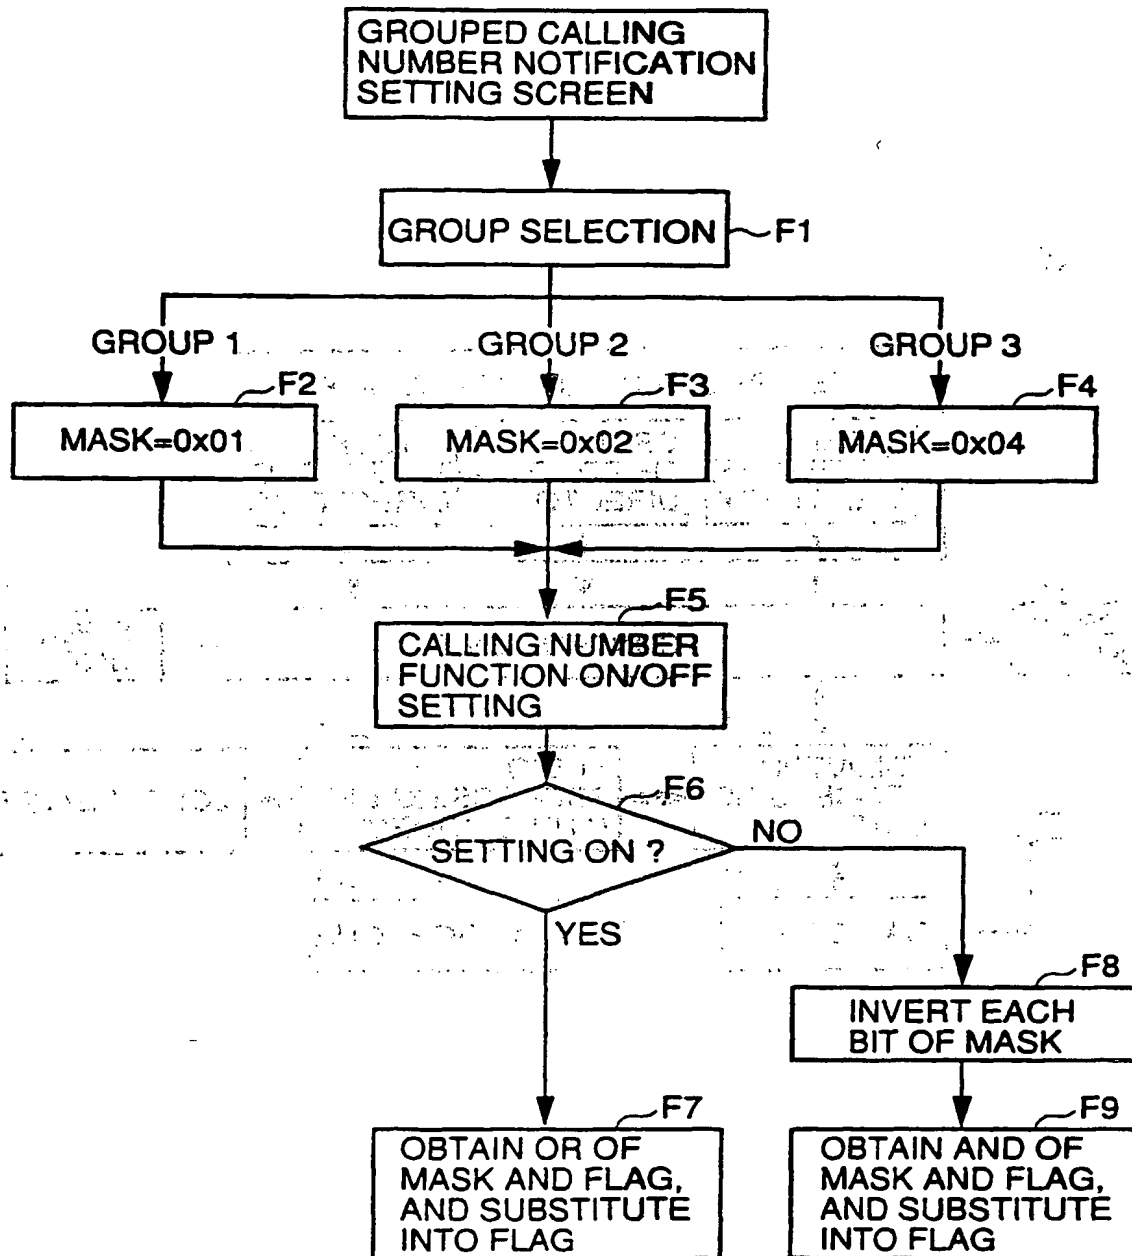 GROUPED CALLING
NUMBER NOTIFICATION
SETTING SCREEN
GROUP SELECTION
F1
GROUP 1
GROUP 2
GROUP 3
F2
F3
F4
MASK=0x01
MASK=0x02
MASK=0x04
F5
CALLING NUMBER
FUNCTION ON/OFF
SETTING
F6
SETTING ON ?
NO
YES
F8
INVERT EACH
BIT OF MASK
F7
F9
OBTAIN OR OF
MASK AND FLAG,
AND SUBSTITUTE
INTO FLAG
OBTAIN AND OF
MASK AND FLAG,
AND SUBSTITUTE
INTO FLAG